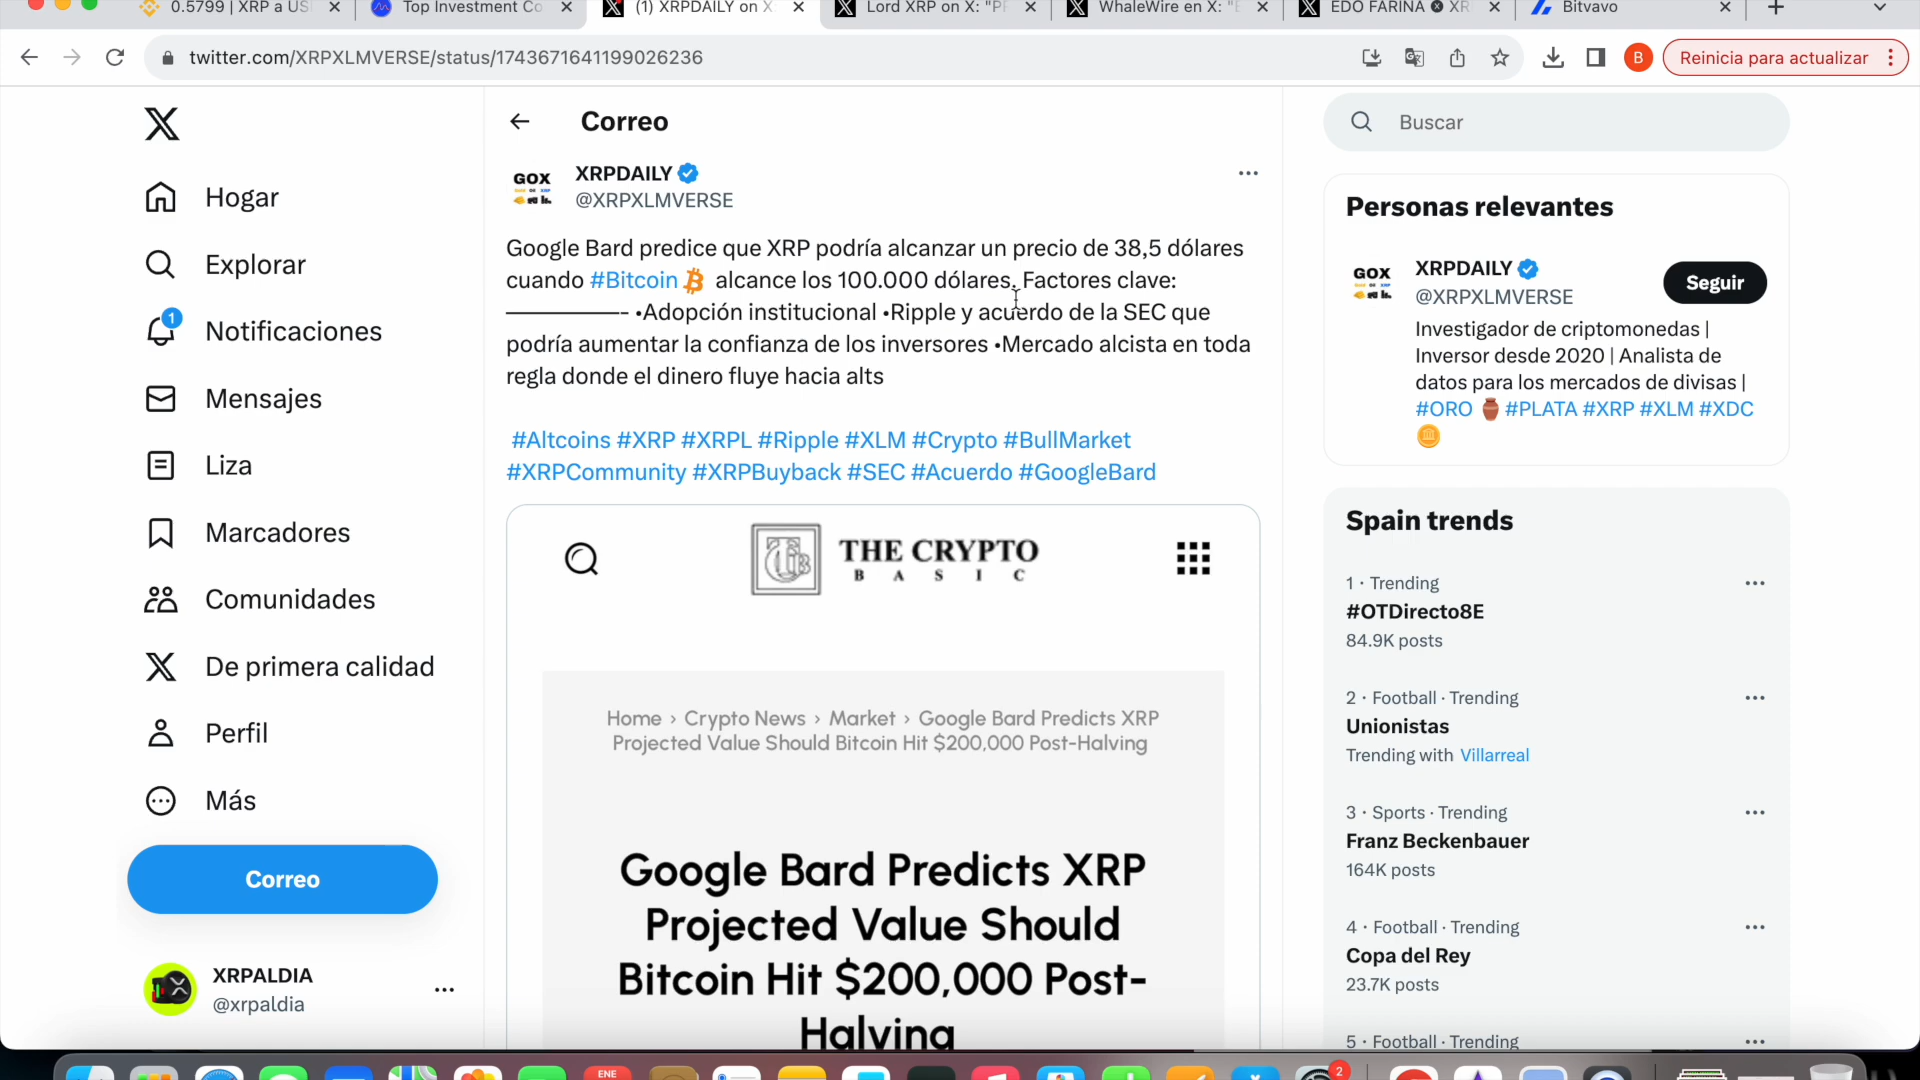 0.5799 | XRP a US
Top Investment Co
(1) XRPDAILY on X
Lord XRP on X: "PR
WhaleWire en X: "E
EDO FARINA XR
Bitvavo
twitter.com/XRPXLMVERSE/status/1743671641199026236
B
Reinicia para actualizar
Hogar
Explorar
1
Notificaciones
Mensajes
Liza
Marcadores
Comunidades
De primera calidad
Perfil
Más
Correo
XRPALDIA
@xrpaldia
Correo
GOX
XRPDAILY
@XRPXLMVERSE
Google Bard predice que XRP podría alcanzar un precio de 38,5 dólares
cuando #Bitcoin alcance los 100.000 dólares. Factores clave:
——————- •Adopción institucional •Ripple y acuerdo de la SEC que
podría aumentar la confianza de los inversores •Mercado alcista en toda
regla donde el dinero fluye hacia alts
#Altcoins #XRP #XRPL #Ripple #XLM #Crypto #BullMarket
#XRPCommunity #XRPBuyback #SEC #Acuerdo #GoogleBard
THE CRYPTO
BASIC
Home › Crypto News › Market › Google Bard Predicts XRP
Projected Value Should Bitcoin Hit $200,000 Post-Halving
Google Bard Predicts XRP
Projected Value Should
Bitcoin Hit $200,000 Post-
Halving
Buscar
Personas relevantes
GOX
XRPDAILY
@XRPXLMVERSE
Seguir
Investigador de criptomonedas |
Inversor desde 2020 | Analista de
datos para los mercados de divisas |
#ORO #PLATA #XRP #XLM #XDC
Spain trends
1 · Trending
#OTDirecto8E
84.9K posts
2 · Football · Trending
Unionistas
Trending with Villarreal
3 · Sports · Trending
Franz Beckenbauer
164K posts
4 · Football · Trending
Copa del Rey
23.7K posts
5 · Football · Trending
ENE
2